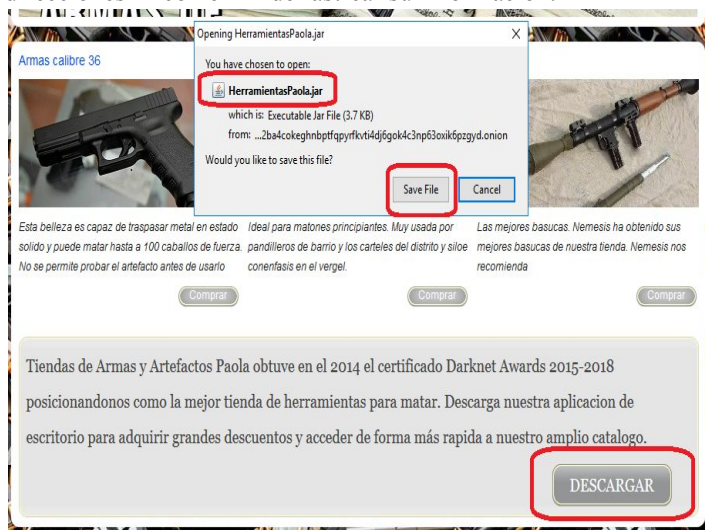 Opening HerramientasPaola.jar
Armas calibre 36
You have chosen to open:
HerramientasPaola.jar
which is: Executable Jar File (3.7 KB)
from: ...2ba4cokeghnbptfqpyrfkvti4dj6gok4c3np63oxik6pzgyd.onion
Would you like to save this file?
Save File
Cancel
Esta belleza es capaz de traspasar metal en estado
solido y puede matar hasta a 100 caballos de fuerza.
No se permite probar el artefacto antes de usarlo
Comprar
Ideal para matones principiantes. Muy usada por
pandilleros de barrio y los carteles del distrito y siloe
conenfasis en el vergel.
Comprar
Las mejores basucas. Nemesis ha obtenido sus
mejores basucas de nuestra tienda. Nemesis nos
recomienda
Comprar
Tiendas de Armas y Artefactos Paola obtuve en el 2014 el certificado Darknet Awards 2015-2018
posicionandonos como la mejor tienda de herramientas para matar. Descarga nuestra aplicacion de
escritorio para adquirir grandes descuentos y acceder de forma más rapida a nuestro amplio catalogo.
DESCARGAR